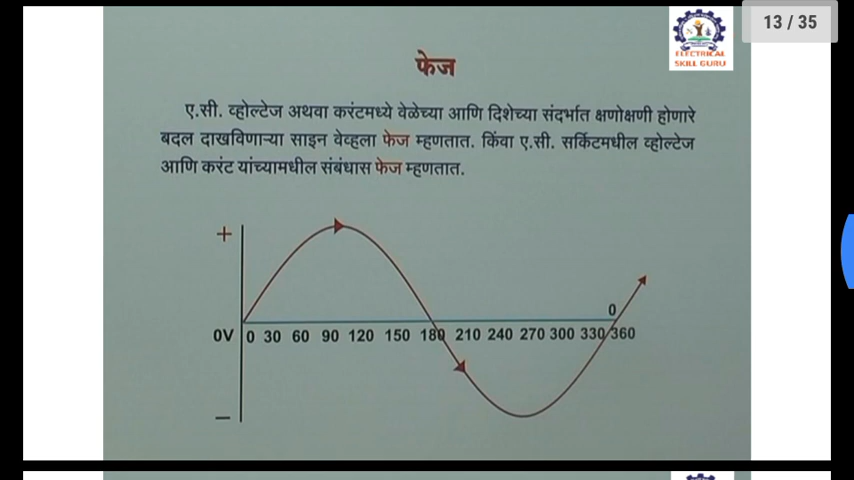 13 / 35
ELECTRICAL
SKILL GURU
फेज
ए.सी. व्होल्टेज अथवा करंटमध्ये वेळेच्या आणि दिशेच्या संदर्भात क्षणोक्षणी होणारे
बदल दाखविणाऱ्या साइन वेव्हला फेज म्हणतात. किंवा ए.सी. सर्किटमधील व्होल्टेज
आणि करंट यांच्यामधील संबंधास फेज म्हणतात.
+
0
0V 0 30 60 90 120 150 180 210 240 270 300 330 360
–